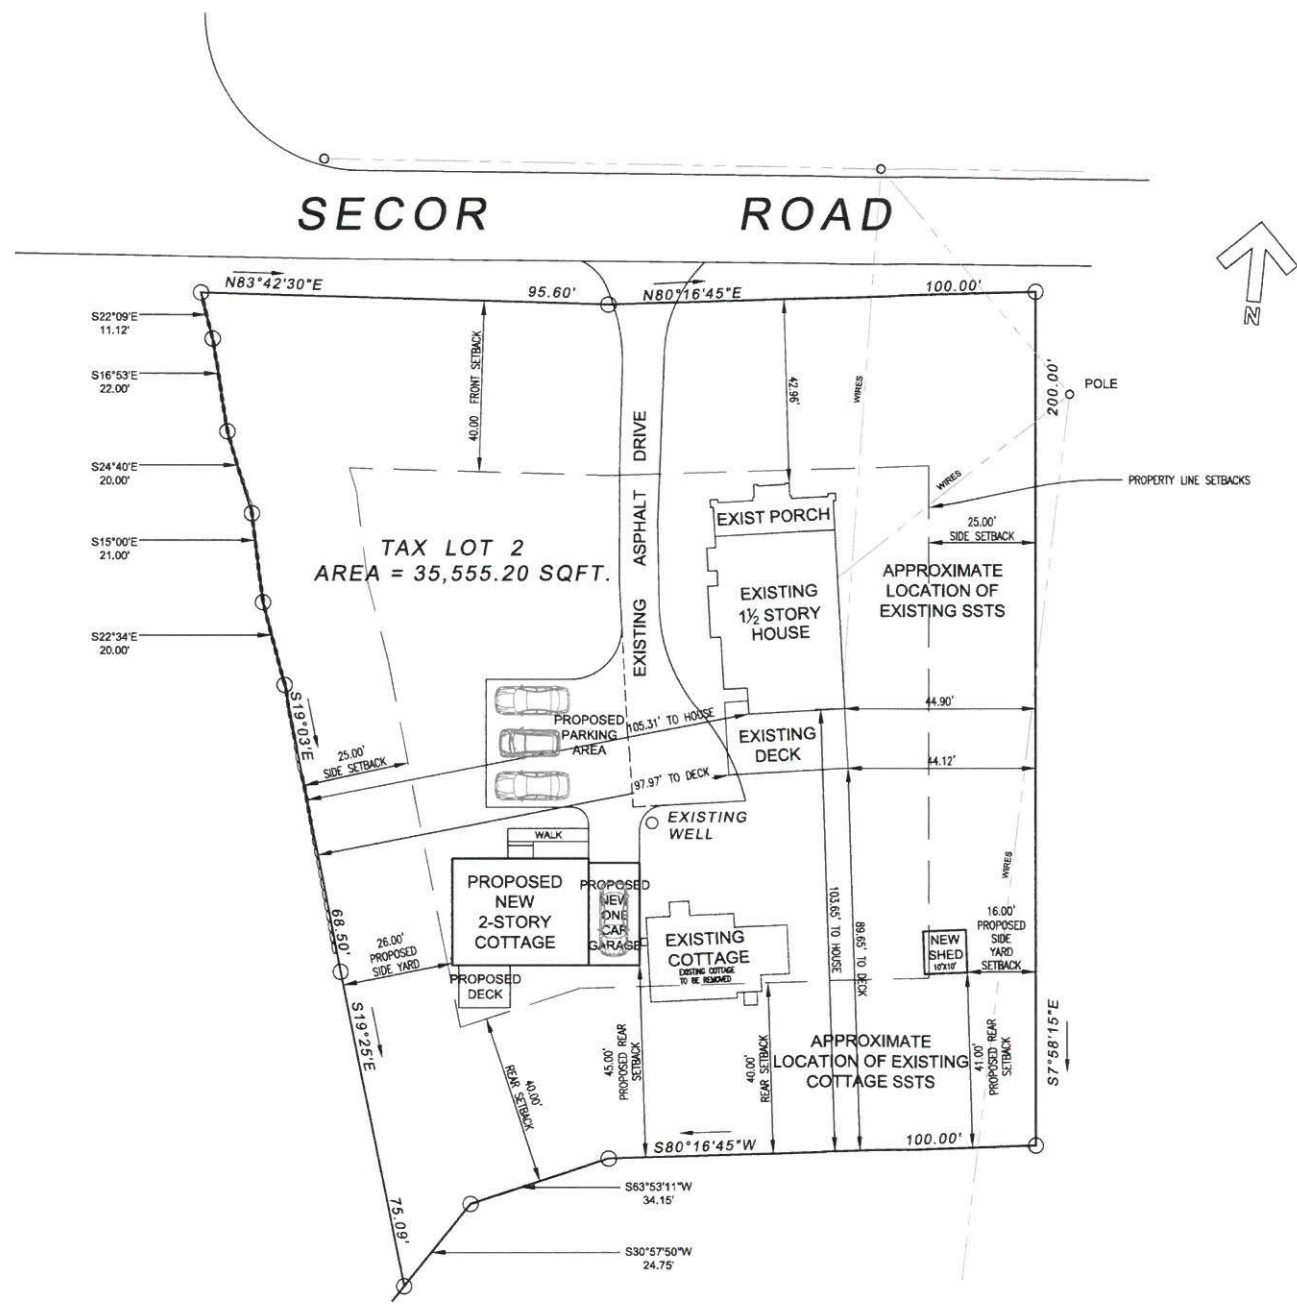 SECOR ROAD
N83°42'30"E
95.60'
N80°16'45"E
100.00'
N
S22°09'E
11.12'
S16°53'E
22.00'
S24°40'E
20.00'
S15°00'E
21.00'
S22°34'E
20.00'
S19°03'E
68.50'
S19°25'E
75.09'
40.00 FRONT SETBACK
EXISTING ASPHALT DRIVE
42.96'
WIRES
200.00'
POLE
WIRES
PROPERTY LINE SETBACKS
25.00'
SIDE SETBACK
TAX LOT 2
AREA = 35,555.20 SQFT.
EXIST PORCH
EXISTING
1½ STORY
HOUSE
APPROXIMATE
LOCATION OF
EXISTING SSTS
PROPOSED
PARKING
AREA
105.31' TO HOUSE
97.97' TO DECK
EXISTING
DECK
44.90'
44.12'
25.00'
SIDE SETBACK
EXISTING
WELL
WALK
PROPOSED
NEW
2-STORY
COTTAGE
PROPOSED
NEW
ONE
CAR
GARAGE
PROPOSED
DECK
26.00'
PROPOSED
SIDE YARD
EXISTING
COTTAGE
EXISTING COTTAGE
TO BE REMOVED
103.65' TO HOUSE
89.65' TO DECK
WIRES
NEW
SHED
10'X10'
16.00'
PROPOSED
SIDE
YARD
SETBACK
40.00'
REAR SETBACK
45.00'
PROPOSED REAR
SETBACK
40.00'
REAR SETBACK
APPROXIMATE
LOCATION OF EXISTING
COTTAGE SSTS
41.00'
PROPOSED REAR
SETBACK
S7°58'15"E
S80°16'45"W
100.00'
S63°53'11"W
34.15'
S30°57'50"W
24.75'